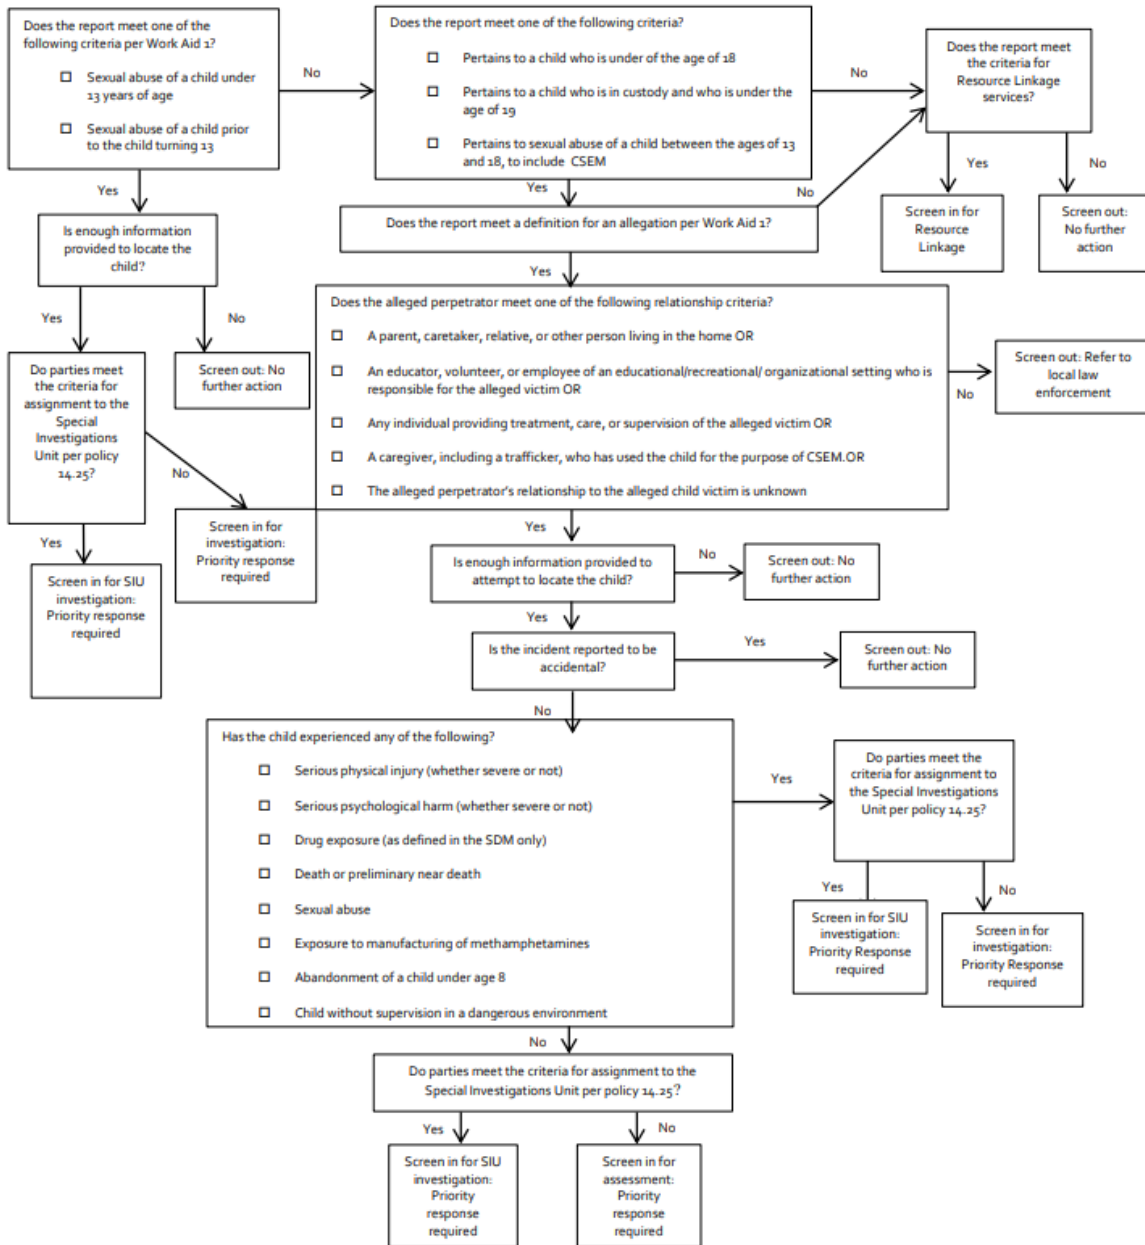 Does the report meet one of the
following criteria per Work Aid 1?
☐ Sexual abuse of a child under
13 years of age
☐ Sexual abuse of a child prior
to the child turning 13
No
Does the report meet one of the following criteria?
☐ Pertains to a child who is under of the age of 18
☐ Pertains to a child who is in custody and who is under the
age of 19
☐ Pertains to sexual abuse of a child between the ages of 13
and 18, to include CSEM
No
Does the report meet
the criteria for
Resource Linkage
services?
Yes
No
Screen in for
Resource
Linkage
Screen out:
No further
action
Yes
Is enough information
provided to locate the
child?
Yes
No
Does the report meet a definition for an allegation per Work Aid 1?
Yes
Yes
No
Do parties meet
the criteria for
assignment to the
Special
Investigations
Unit per policy
14.25?
Screen out: No
further action
No
Yes
Screen in for
investigation:
Priority response
required
Screen in for SIU
investigation:
Priority response
required
Does the alleged perpetrator meet one of the following relationship criteria?
☐ A parent, caretaker, relative, or other person living in the home OR
☐ An educator, volunteer, or employee of an educational/recreational/ organizational setting who is
responsible for the alleged victim OR
☐ Any individual providing treatment, care, or supervision of the alleged victim OR
☐ A caregiver, including a trafficker, who has used the child for the purpose of CSEM.OR
☐ The alleged perpetrator's relationship to the alleged child victim is unknown
No
Screen out: Refer to
local law
enforcement
Yes
Is enough information provided to
attempt to locate the child?
No
Screen out: No
further action
Yes
Is the incident reported to be
accidental?
Yes
Screen out: No
further action
No
Has the child experienced any of the following?
☐ Serious physical injury (whether severe or not)
☐ Serious psychological harm (whether severe or not)
☐ Drug exposure (as defined in the SDM only)
☐ Death or preliminary near death
☐ Sexual abuse
☐ Exposure to manufacturing of methamphetamines
☐ Abandonment of a child under age 8
☐ Child without supervision in a dangerous environment
Yes
Do parties meet the
criteria for assignment to
the Special Investigations
Unit per policy 14.25?
Yes
No
Screen in for SIU
investigation:
Priority Response
required
Screen in for
investigation:
Priority Response
required
No
Do parties meet the criteria for assignment to the
Special Investigations Unit per policy 14.25?
Yes
No
Screen in for SIU
investigation:
Priority
response
required
Screen in for
assessment:
Priority
response
required